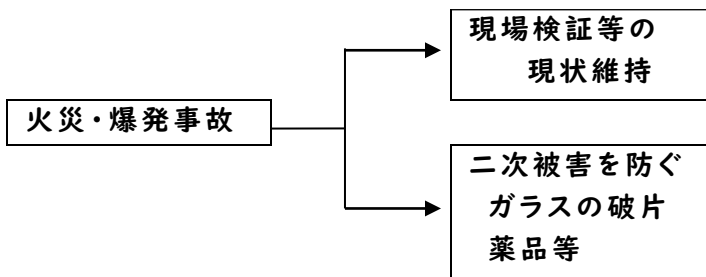 火災・爆発事故
現場検証等の
現状維持
二次被害を防ぐ
ガラスの破片
薬品等